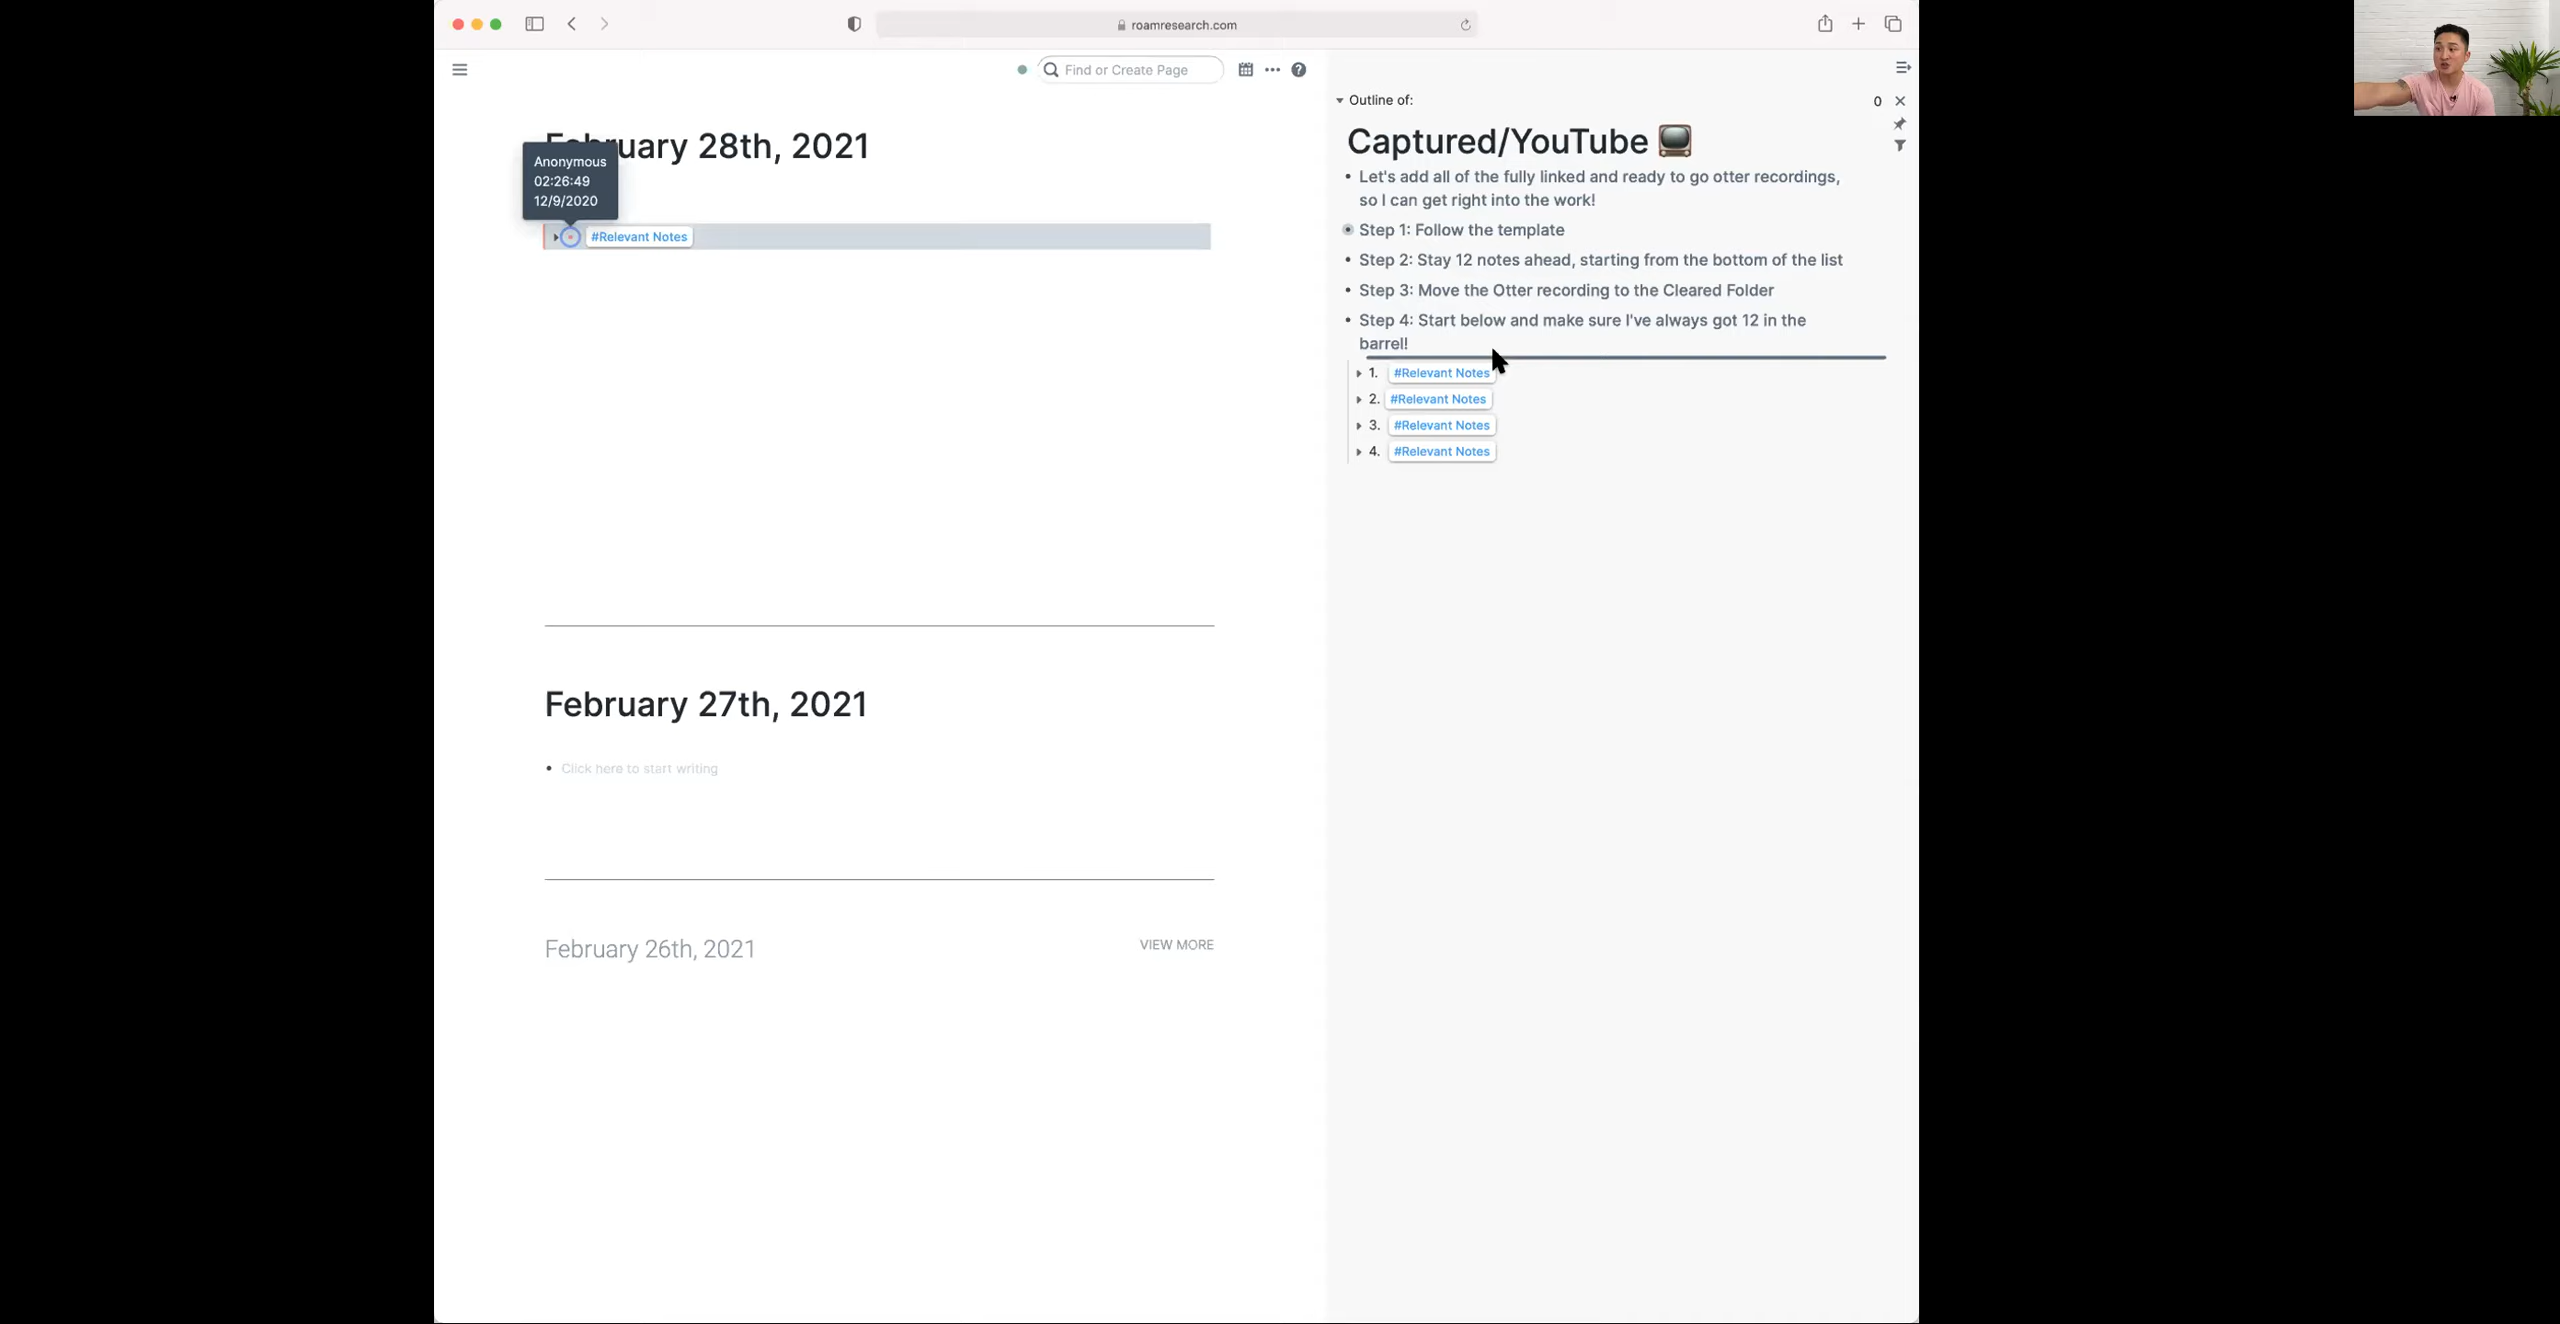 roamresearch.com
Find or Create Page
February 28th, 2021
Anonymous
02:26:49
12/9/2020
#Relevant Notes
February 27th, 2021
Click here to start writing
February 26th, 2021
VIEW MORE
Outline of:
0
Captured/YouTube
Let's add all of the fully linked and ready to go otter recordings,
so I can get right into the work!
Step 1: Follow the template
Step 2: Stay 12 notes ahead, starting from the bottom of the list
Step 3: Move the Otter recording to the Cleared Folder
Step 4: Start below and make sure I've always got 12 in the
barrel!
1. #Relevant Notes
2. #Relevant Notes
3. #Relevant Notes
4. #Relevant Notes